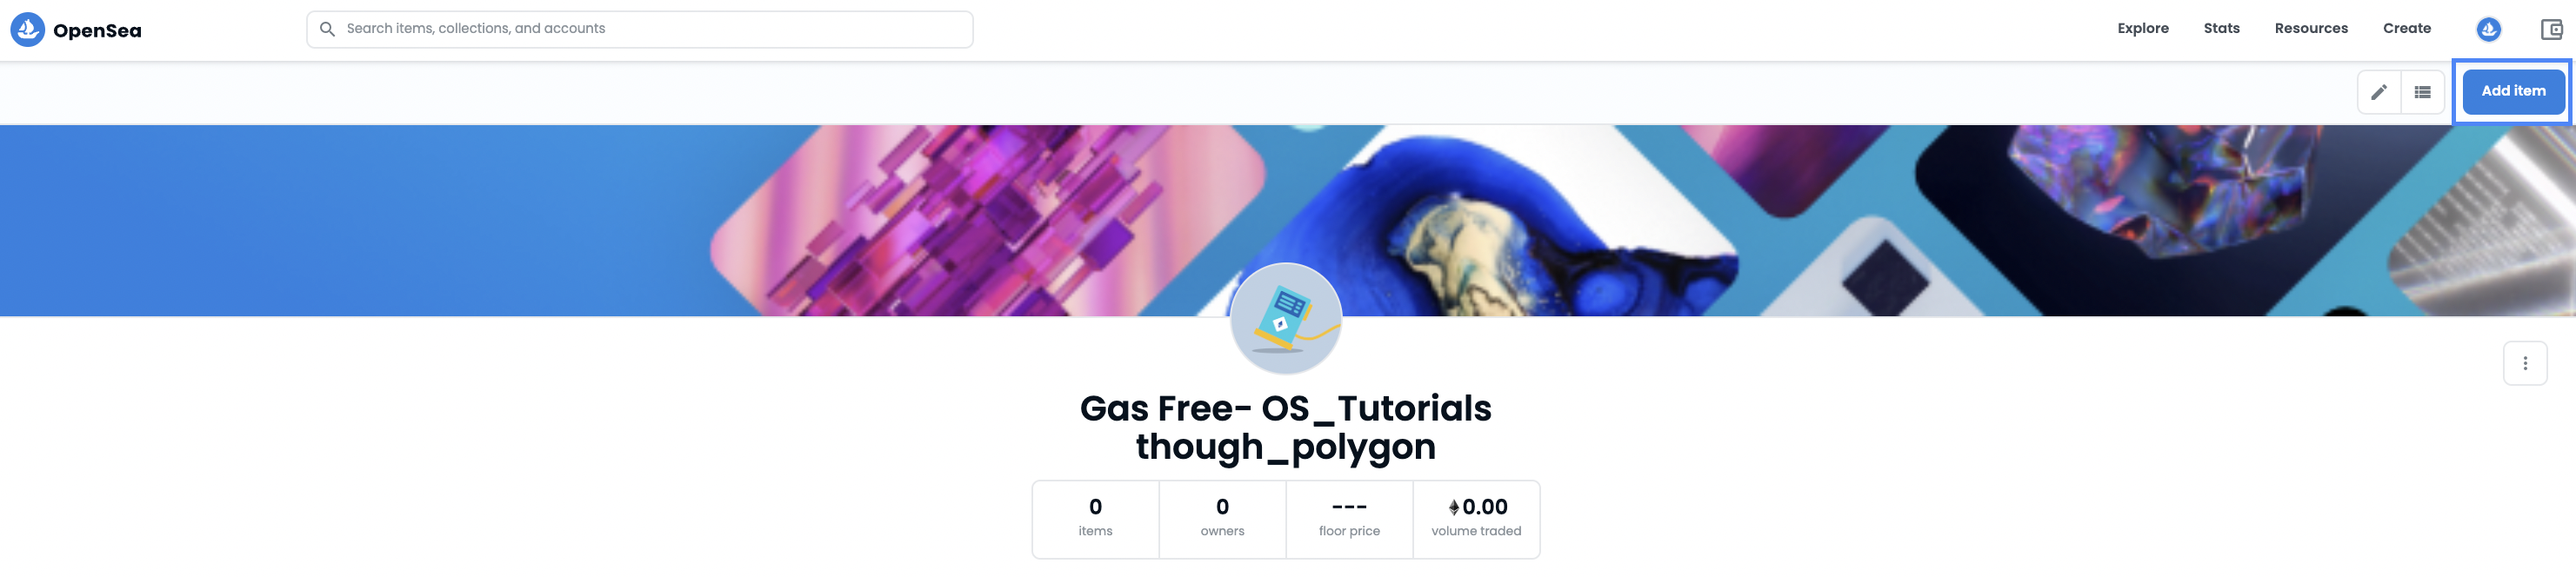 OpenSea
Search items, collections, and accounts
Explore
Stats
Resources
Create
Add item
Gas Free- OS_Tutorials
though_polygon
0
items
0
owners
---
floor price
0.00
volume traded